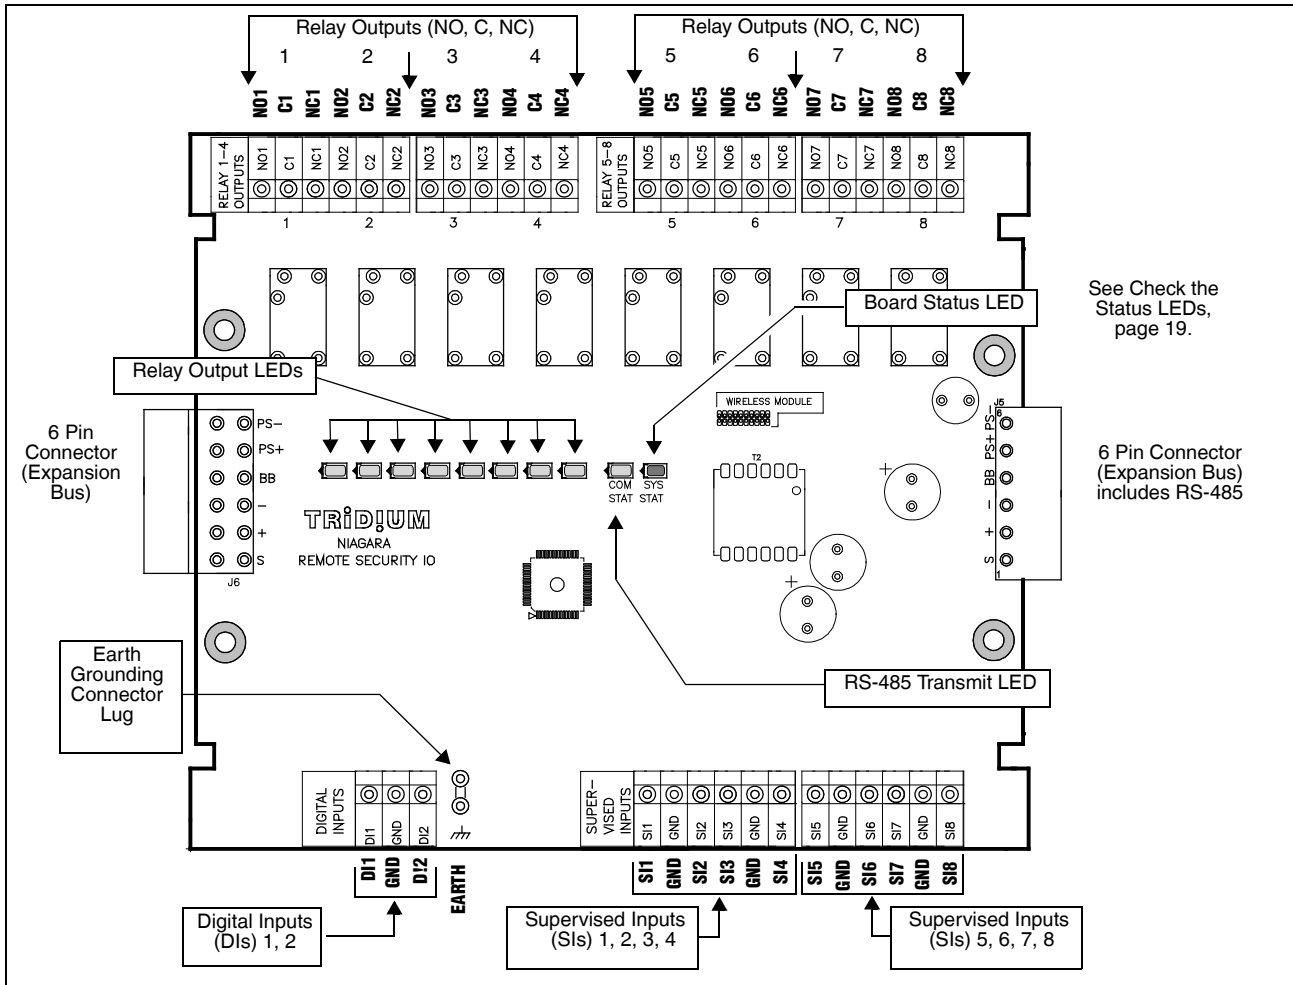 Relay Outputs (NO, C, NC)
Relay Outputs (NO, C, NC)
1 2 3 4
5 6 7 8
NO1 C1 NC1 NO2 C2 NC2 NO3 C3 NC3 NO4 C4 NC4
NO5 C5 NC5 NO6 C6 NC6 NO7 C7 NC7 NO8 C8 NC8
RELAY 1-4
OUTPUTS
NO1 C1 NC1 NO2 C2 NC2 NO3 C3 NC3 NO4 C4 NC4
RELAY 5-8
OUTPUTS
NO5 C5 NC5 NO6 C6 NC6 NO7 C7 NC7 NO8 C8 NC8
1 2 3 4
5 6 7 8
Board Status LED
See Check the
Status LEDs,
page 19.
Relay Output LEDs
WIRELESS MODULE
6 Pin
Connector
(Expansion
Bus)
PS-
PS+
BB
-
+
S
J6
COM
STAT
SYS
STAT
T2
+
+
J5
6
PS-
PS+
BB
-
+
S
1
6 Pin Connector
(Expansion Bus)
includes RS-485
TRIDIUM
NIAGARA
REMOTE SECURITY IO
Earth
Grounding
Connector
Lug
RS-485 Transmit LED
DIGITAL
INPUTS
DI1 GND DI2
SUPER-
VISED
INPUTS
SI1 GND SI2 SI3 GND SI4
SI5 GND SI6 SI7 GND SI8
DI1 GND DI2
EARTH
SI1 GND SI2 SI3 GND SI4
SI5 GND SI6 SI7 GND SI8
Digital Inputs
(DIs) 1, 2
Supervised Inputs
(SIs) 1, 2, 3, 4
Supervised Inputs
(SIs) 5, 6, 7, 8